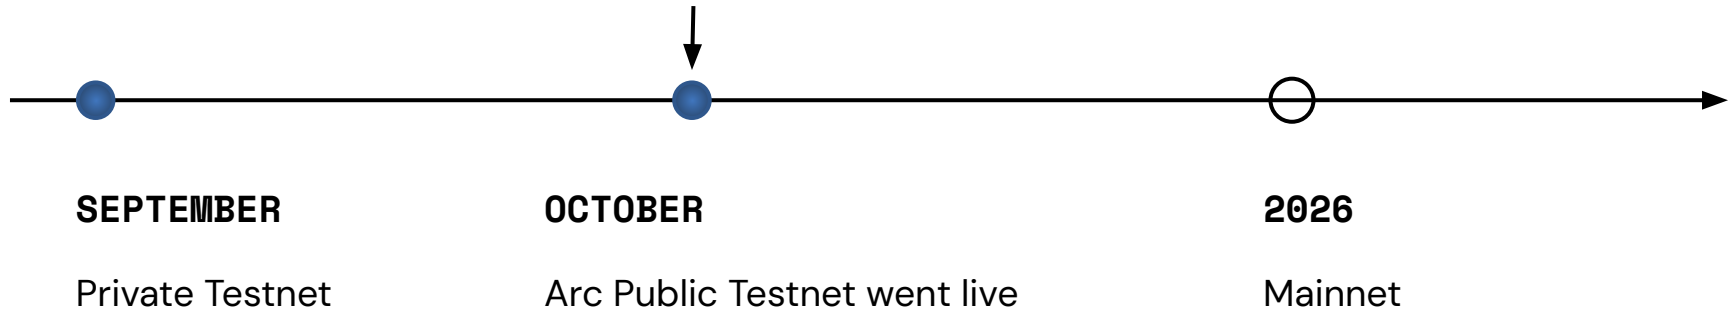 SEPTEMBER
Private Testnet
OCTOBER
Arc Public Testnet went live
2026
Mainnet